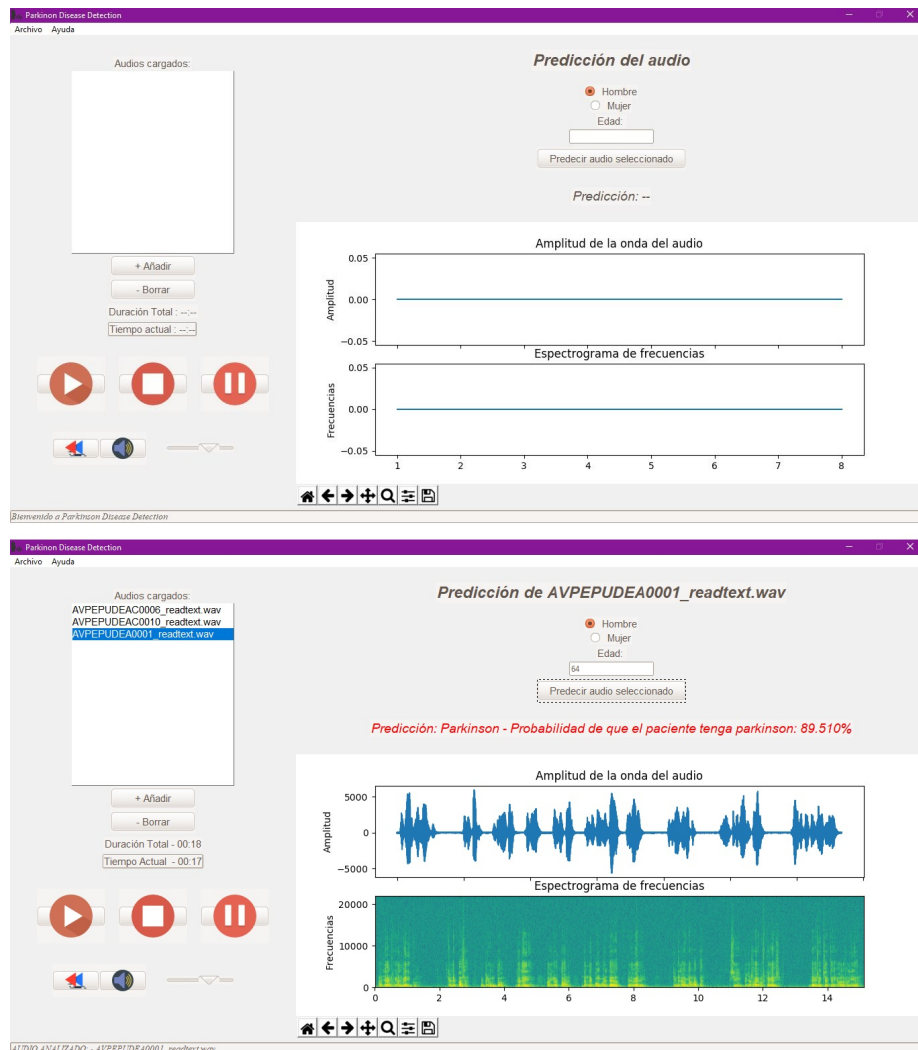 Parkinon Disease Detection
Archivo Ayuda
Audios cargados:
+ Añadir
- Borrar
Duración Total : --:--
Tiempo actual : --:--
Predicción del audio
Hombre
Mujer
Edad:
Predecir audio seleccionado
Predicción: --
Amplitud de la onda del audio
Amplitud
0.05
0.00
−0.05
Espectrograma de frecuencias
Frecuencias
0.05
0.00
−0.05
1 2 3 4 5 6 7 8
Bienvenido a Parkinson Disease Detection
Parkinon Disease Detection
Archivo Ayuda
Audios cargados:
AVPEPUDEAC0006_readtext.wav
AVPEPUDEAC0010_readtext.wav
AVPEPUDEA0001_readtext.wav
+ Añadir
- Borrar
Duración Total - 00:18
Tiempo Actual - 00:17
Predicción de AVPEPUDEA0001_readtext.wav
Hombre
Mujer
Edad:
64
Predecir audio seleccionado
Predicción: Parkinson - Probabilidad de que el paciente tenga parkinson: 89.510%
Amplitud de la onda del audio
Amplitud
5000
0
−5000
Espectrograma de frecuencias
Frecuencias
20000
10000
0
0 2 4 6 8 10 12 14
AUDIO ANALIZADO: - AVPEPUDEA0001_readtext.wav